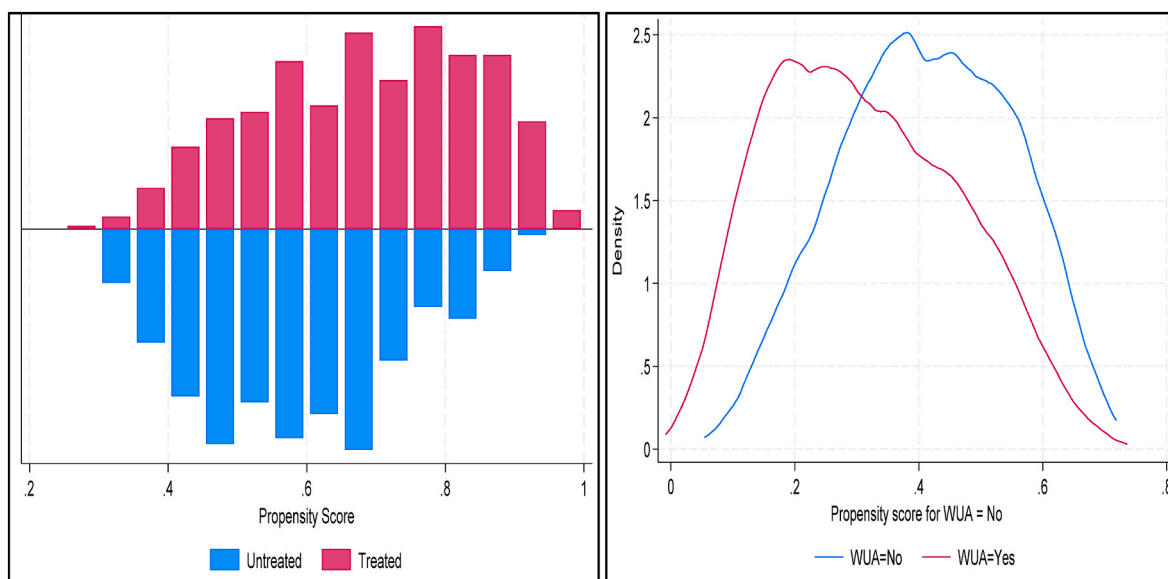 .2 .4 .6 .8 1
Propensity Score
Untreated Treated
2.5
2
1.5
1
.5
0
Density
0 .2 .4 .6 .8
Propensity score for WUA = No
WUA=No WUA=Yes